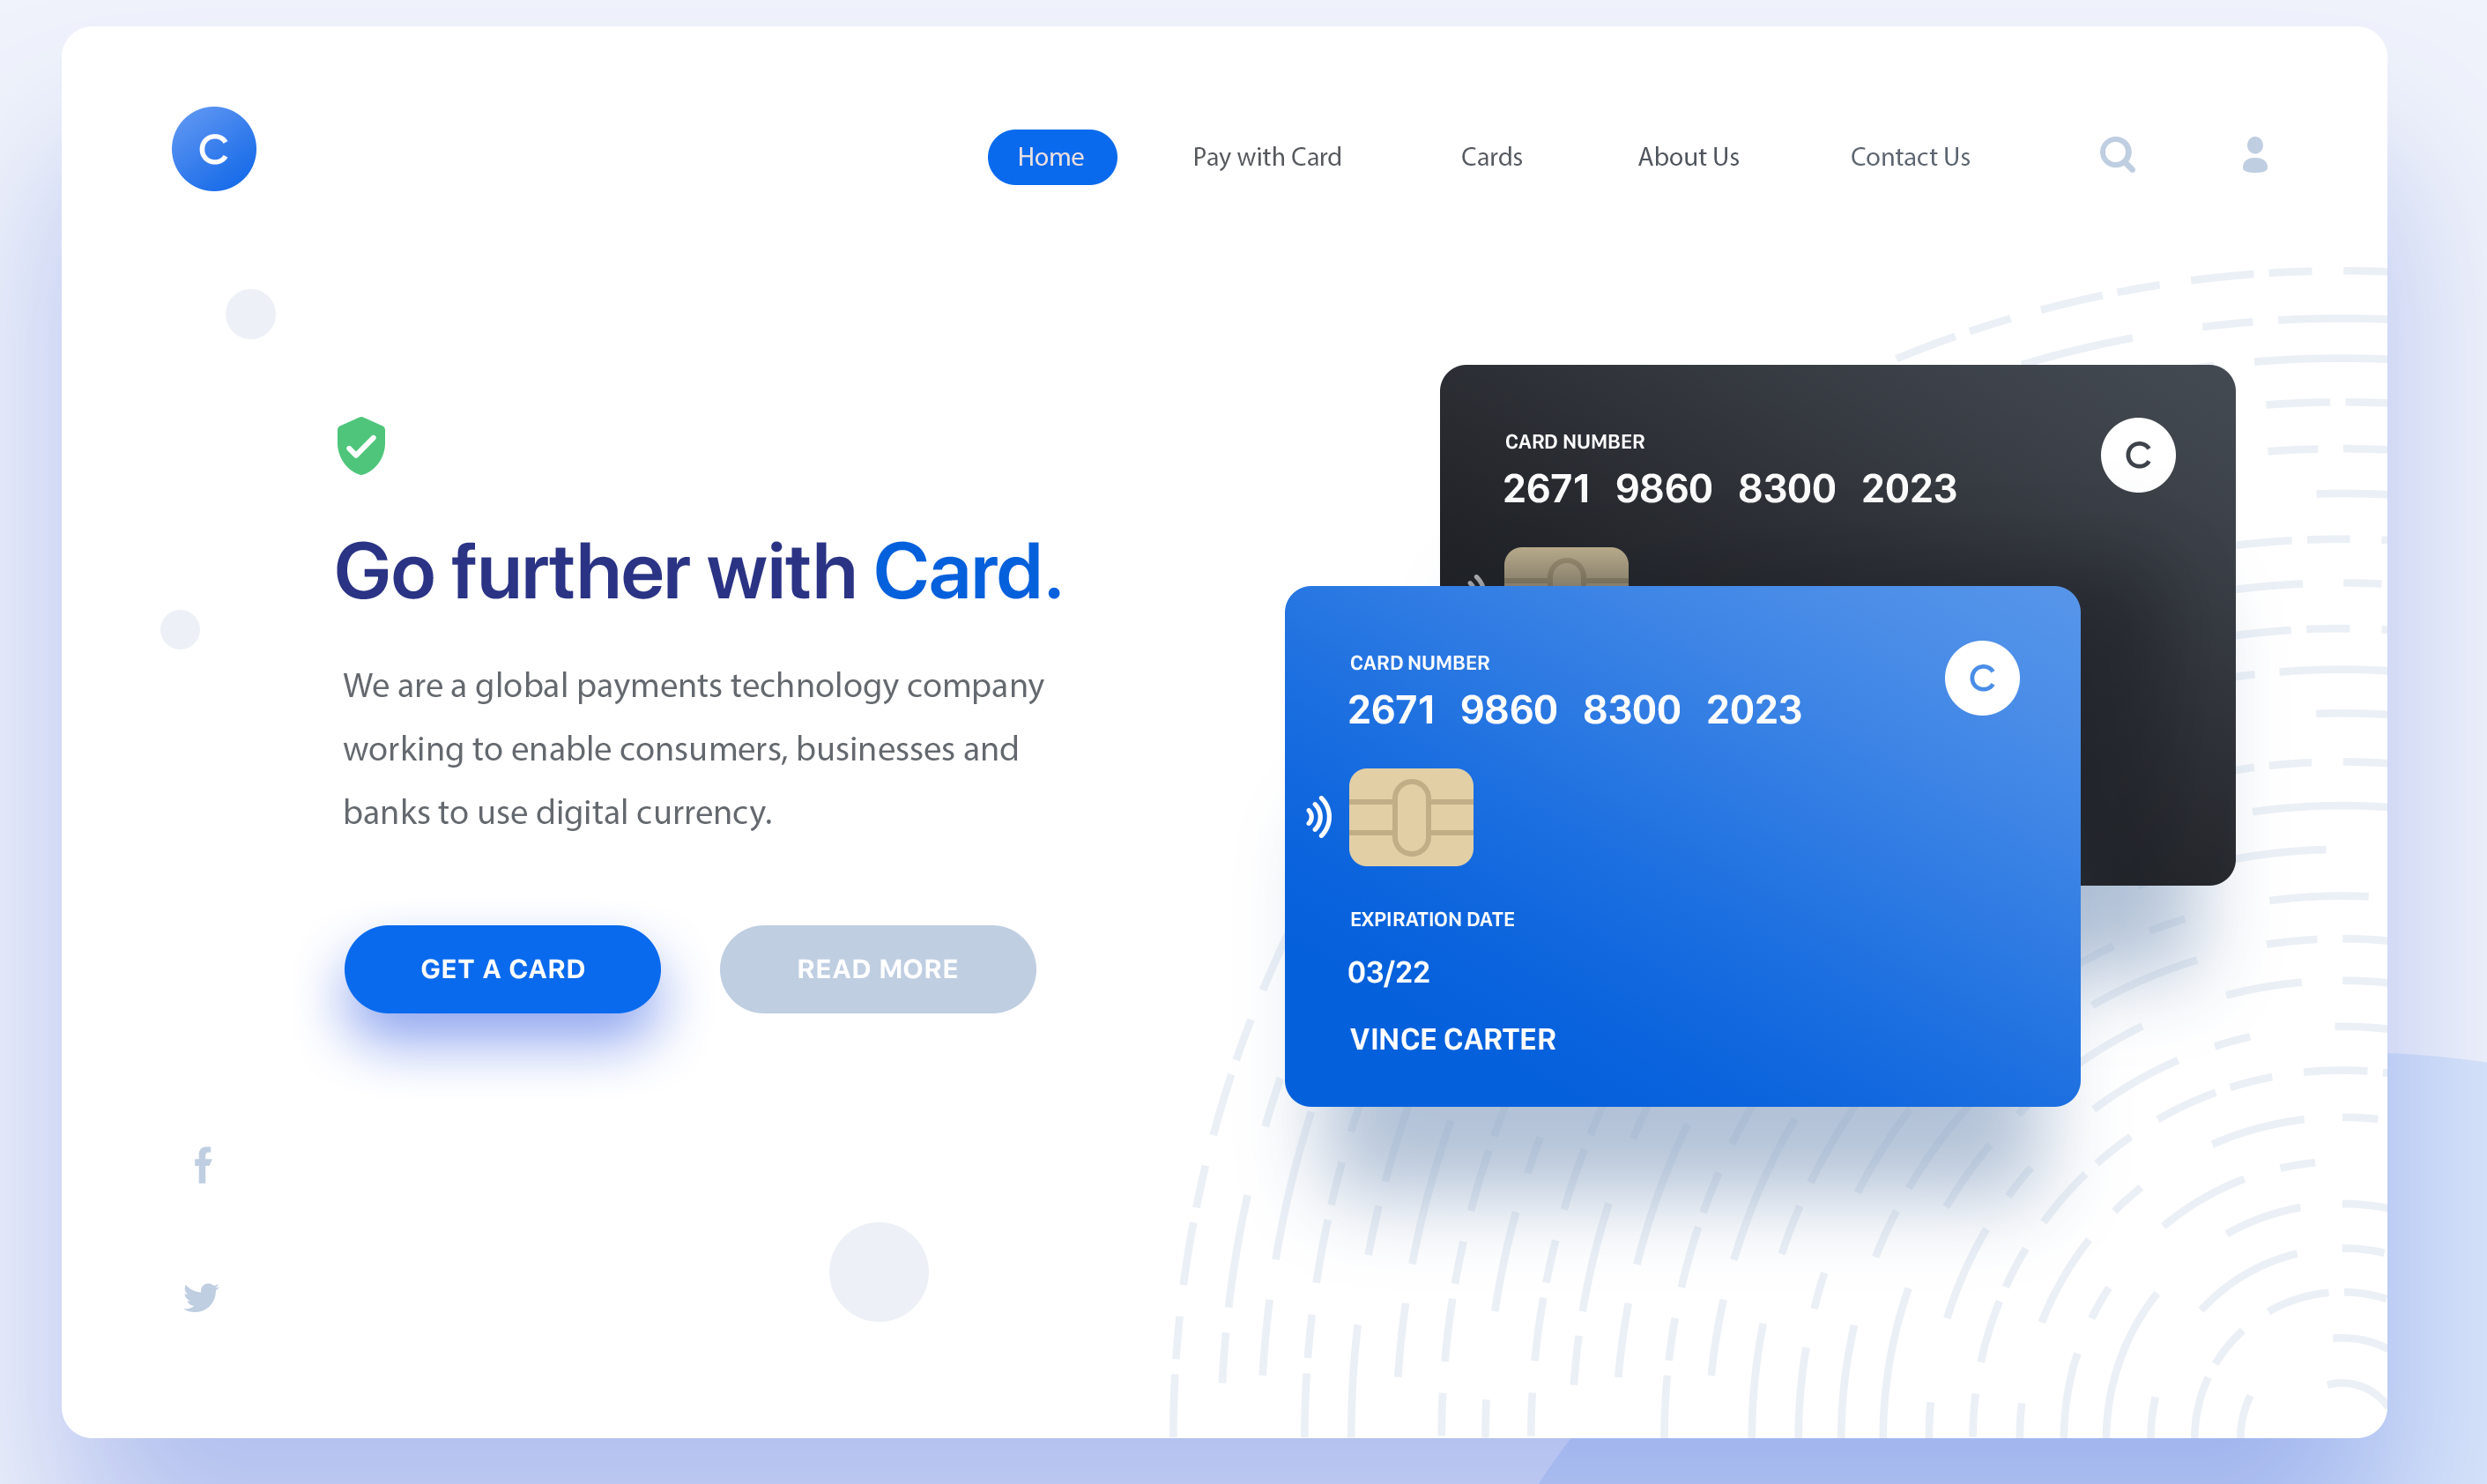 C
Home
Pay with Card
Cards
About Us
Contact Us
Go further with Card.
We are a global payments technology company
working to enable consumers, businesses and
banks to use digital currency.
GET A CARD
READ MORE
CARD NUMBER
2671 9860 8300 2023
C
CARD NUMBER
2671 9860 8300 2023
C
EXPIRATION DATE
03/22
VINCE CARTER